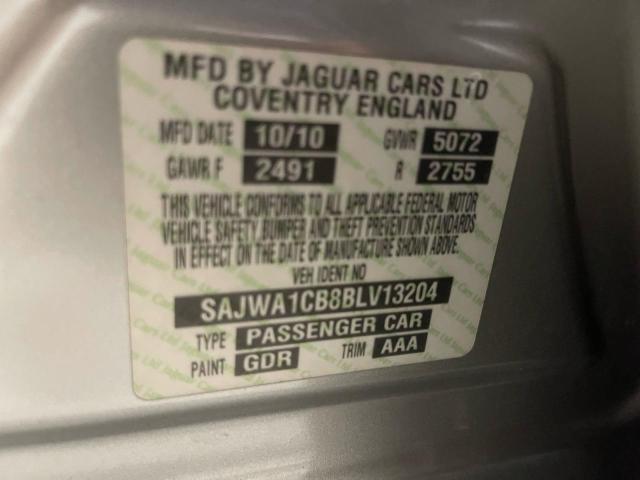 MFD BY JAGUAR CARS LTD
COVENTRY ENGLAND
MFD DATE 10/10 GVWR 5072
GAWR F 2491 R 2755
THIS VEHICLE CONFORMS TO ALL APPLICABLE FEDERAL MOTOR
VEHICLE SAFETY BUMPER AND THEFT PREVENTION STANDARDS
IN EFFECT ON THE DATE OF MANUFACTURE SHOWN ABOVE.
VEH IDENT NO
SAJWA1CB8BLV13204
TYPE PASSENGER CAR
PAINT GDR TRIM AAA